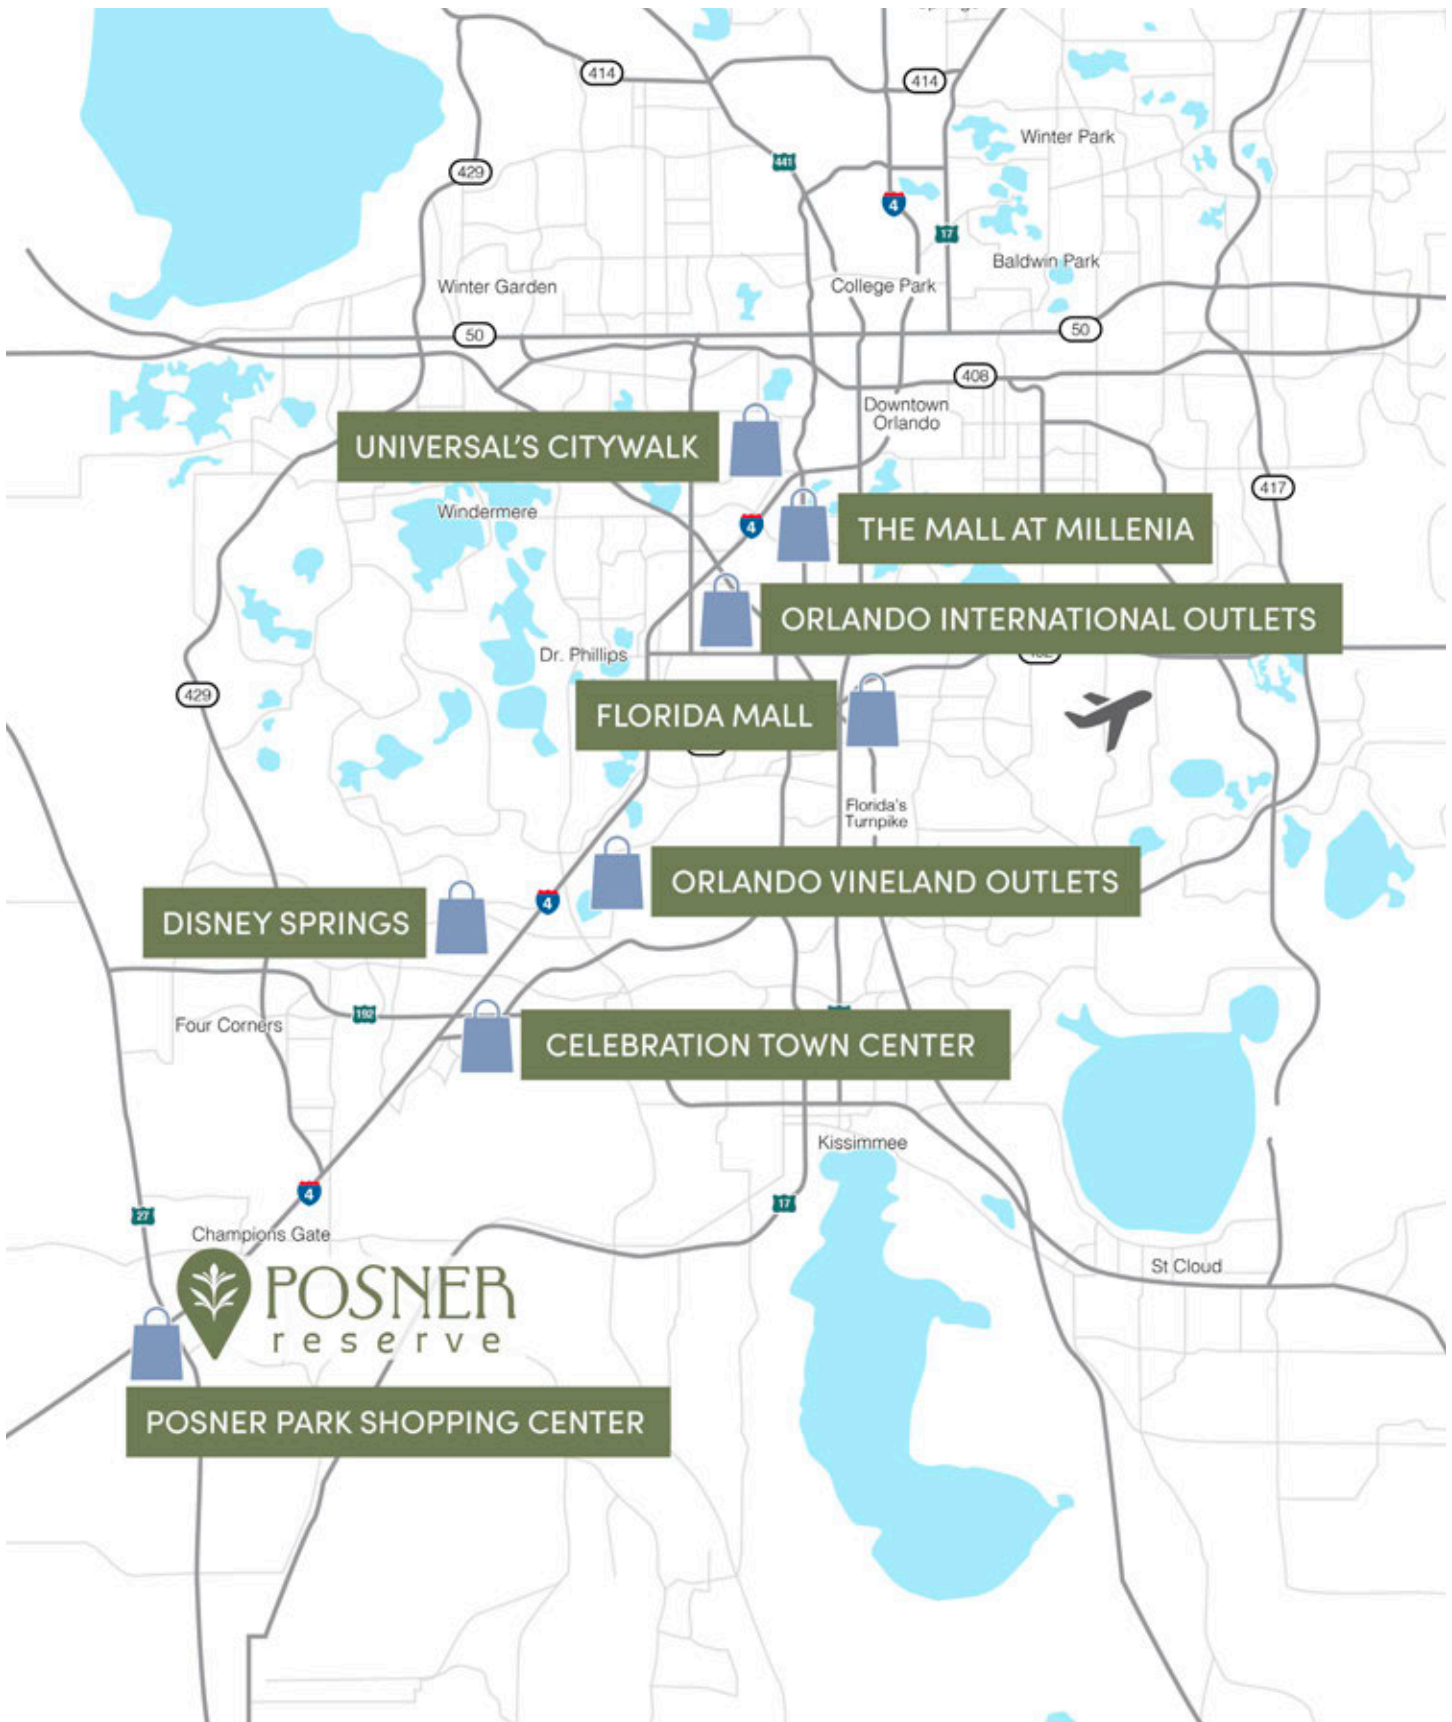 414
414
Winter Park
441
429
4
17
Baldwin Park
Winter Garden
College Park
50
50
408
Downtown
Orlando
UNIVERSAL'S CITYWALK
417
Windermere
4
THE MALL AT MILLENIA
ORLANDO INTERNATIONAL OUTLETS
Dr. Phillips
429
FLORIDA MALL
Florida's
Turnpike
ORLANDO VINELAND OUTLETS
4
DISNEY SPRINGS
192
Four Corners
CELEBRATION TOWN CENTER
Kissimmee
4
17
27
Champions Gate
St Cloud
POSNER
reserve
POSNER PARK SHOPPING CENTER